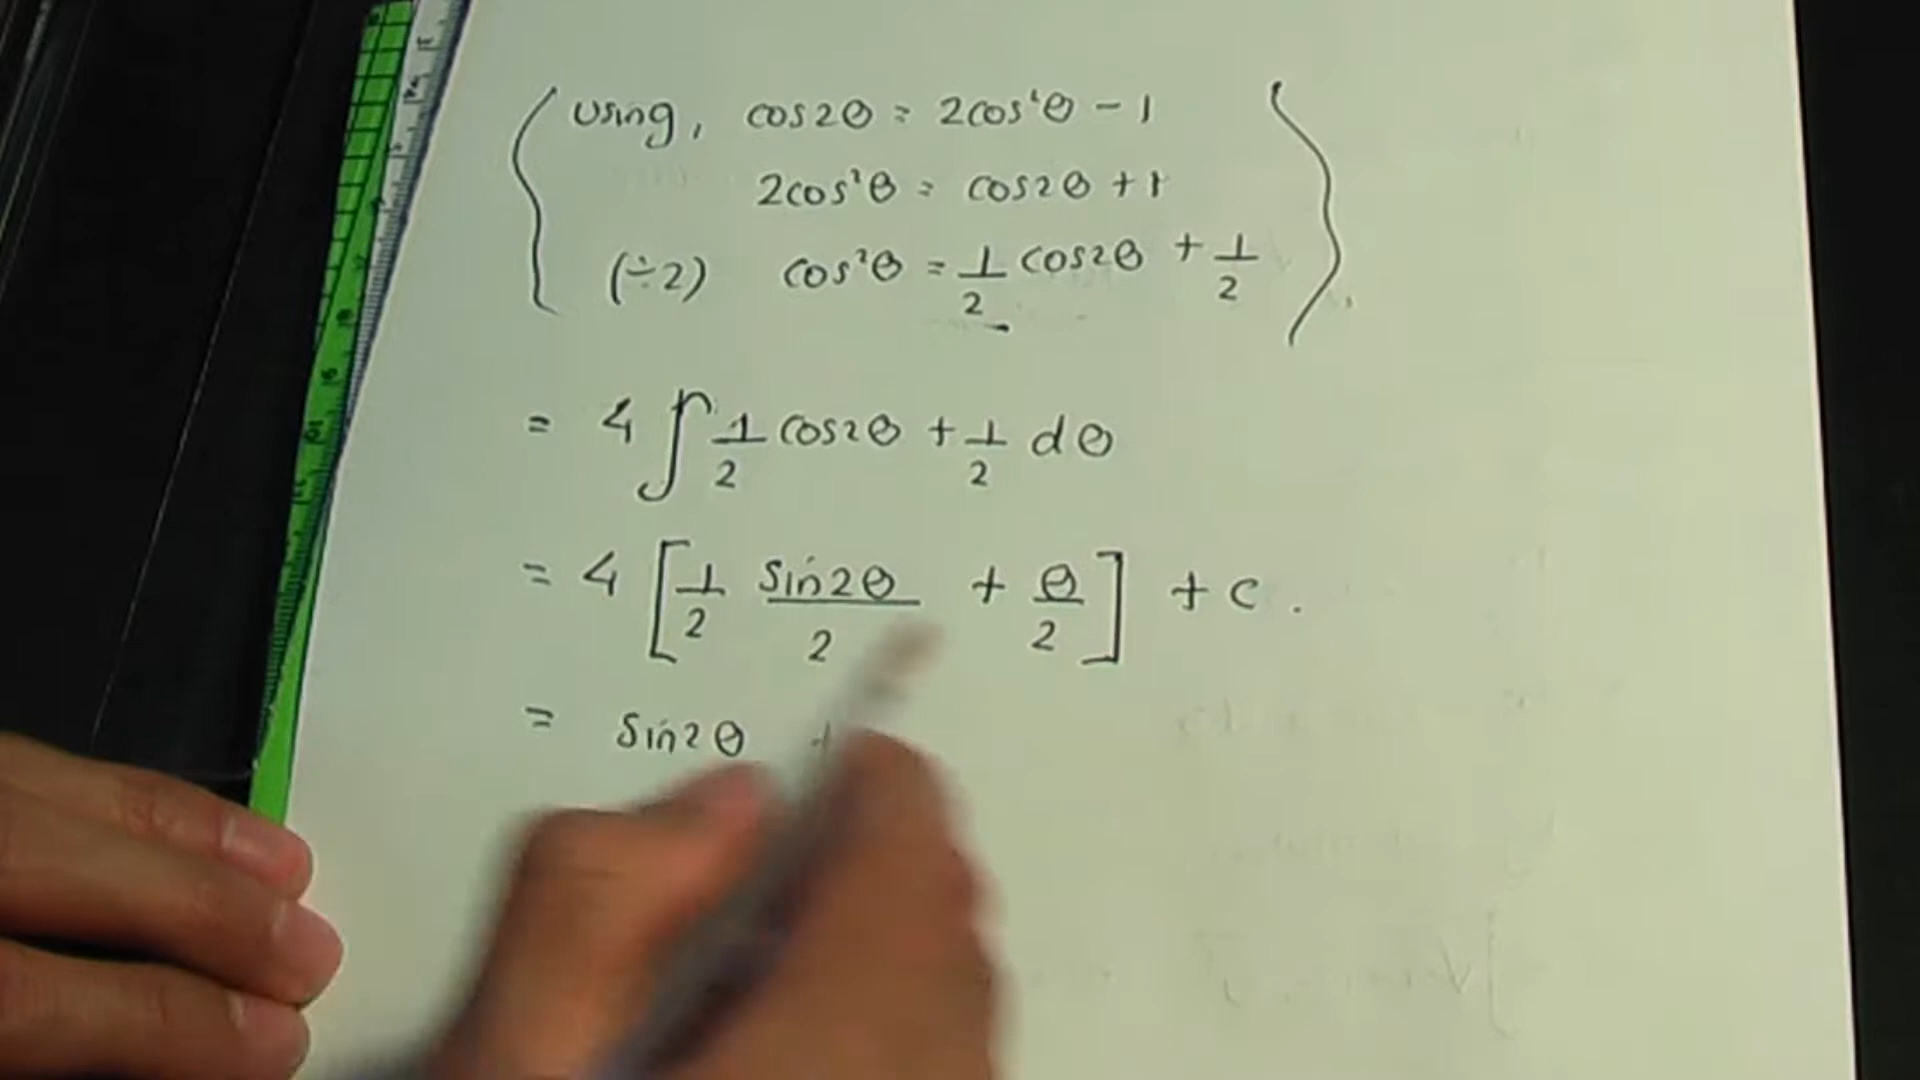 Using, cos2θ = 2cos²θ - 1
2cos²θ = cos2θ + 1
(÷2) cos²θ = 1/2 cos2θ + 1/2
= 4 ∫ 1/2 cos2θ + 1/2 dθ
= 4 [ 1/2 sin2θ/2 + θ/2 ] + c .
= sin2θ +